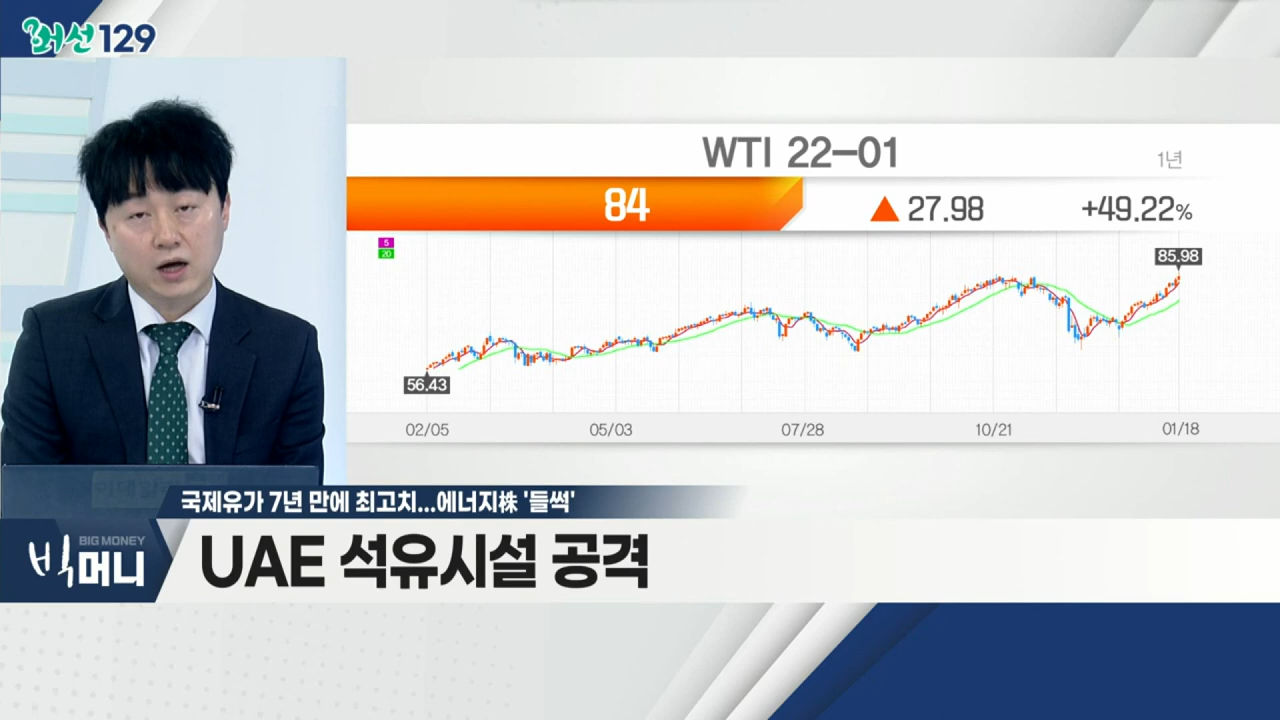 머선129
WTI 22-01
1년
84
▲ 27.98
+49.22%
5
20
85.98
56.43
02/05
05/03
07/28
10/21
01/18
국제유가 7년 만에 최고치...에너지株 '들썩'
BIG MONEY
빅머니
UAE 석유시설 공격